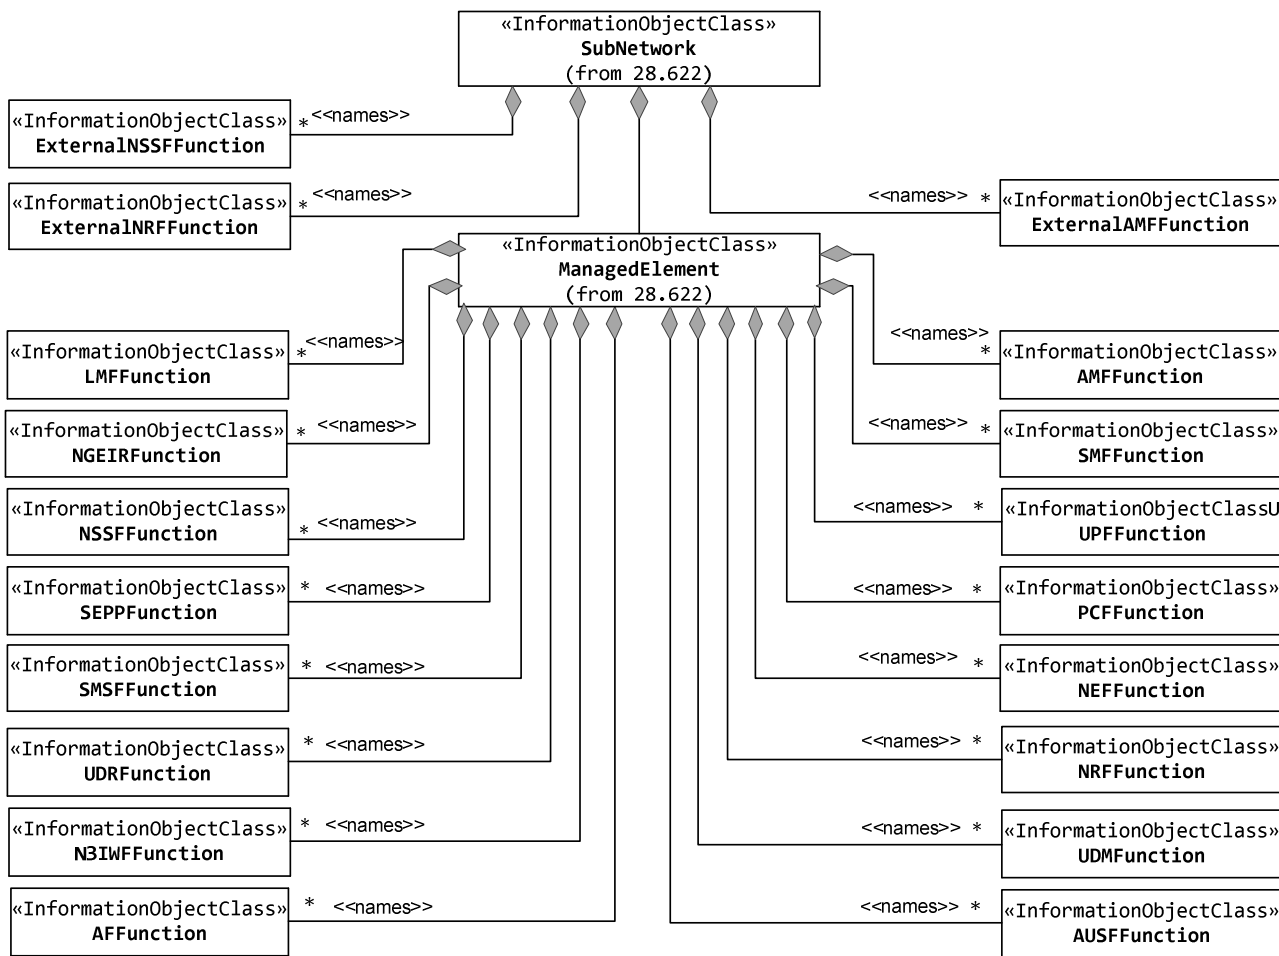 «InformationObjectClass»
SubNetwork
(from 28.622)
«InformationObjectClass»
ExternalNSSFFunction
* <<names>>
«InformationObjectClass»
ExternalNRFFunction
* <<names>>
<<names>> *
«InformationObjectClass»
ExternalAMFFunction
«InformationObjectClass»
ManagedElement
(from 28.622)
«InformationObjectClass»
LMFFunction
* <<names>>
<<names>>
*
«InformationObjectClass»
AMFFunction
«InformationObjectClass»
NGEIRFunction
* <<names>>
<<names>> *
«InformationObjectClass»
SMFFunction
«InformationObjectClass»
NSSFFunction
* <<names>>
<<names>> *
«InformationObjectClassU
UPFFunction
«InformationObjectClass»
SEPPFunction
* <<names>>
<<names>> *
«InformationObjectClass»
PCFFunction
«InformationObjectClass»
SMSFFunction
* <<names>>
<<names>> *
«InformationObjectClass»
NEFFunction
«InformationObjectClass»
UDRFunction
* <<names>>
<<names>> *
«InformationObjectClass»
NRFFunction
«InformationObjectClass»
N3IWFFunction
* <<names>>
<<names>> *
«InformationObjectClass»
UDMFunction
«InformationObjectClass»
AFFunction
* <<names>>
<<names>> *
«InformationObjectClass»
AUSFFunction